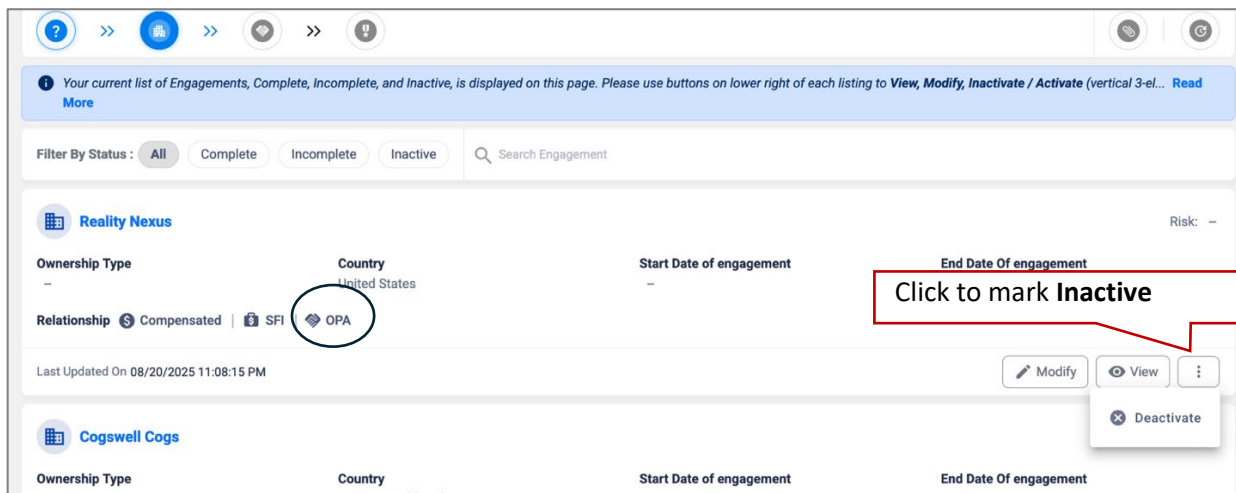 Your current list of Engagements, Complete, Incomplete, and Inactive, is displayed on this page. Please use buttons on lower right of each listing to View, Modify, Inactivate / Activate (vertical 3-el... Read
More
Filter By Status : All Complete Incomplete Inactive Search Engagement
Reality Nexus Risk: --
Ownership Type Country Start Date of engagement End Date Of engagement
-- United States --
Click to mark Inactive
Relationship Compensated | SFI | OPA
Last Updated On 08/20/2025 11:08:15 PM Modify View
Deactivate
Cogswell Cogs
Ownership Type Country Start Date of engagement End Date Of engagement